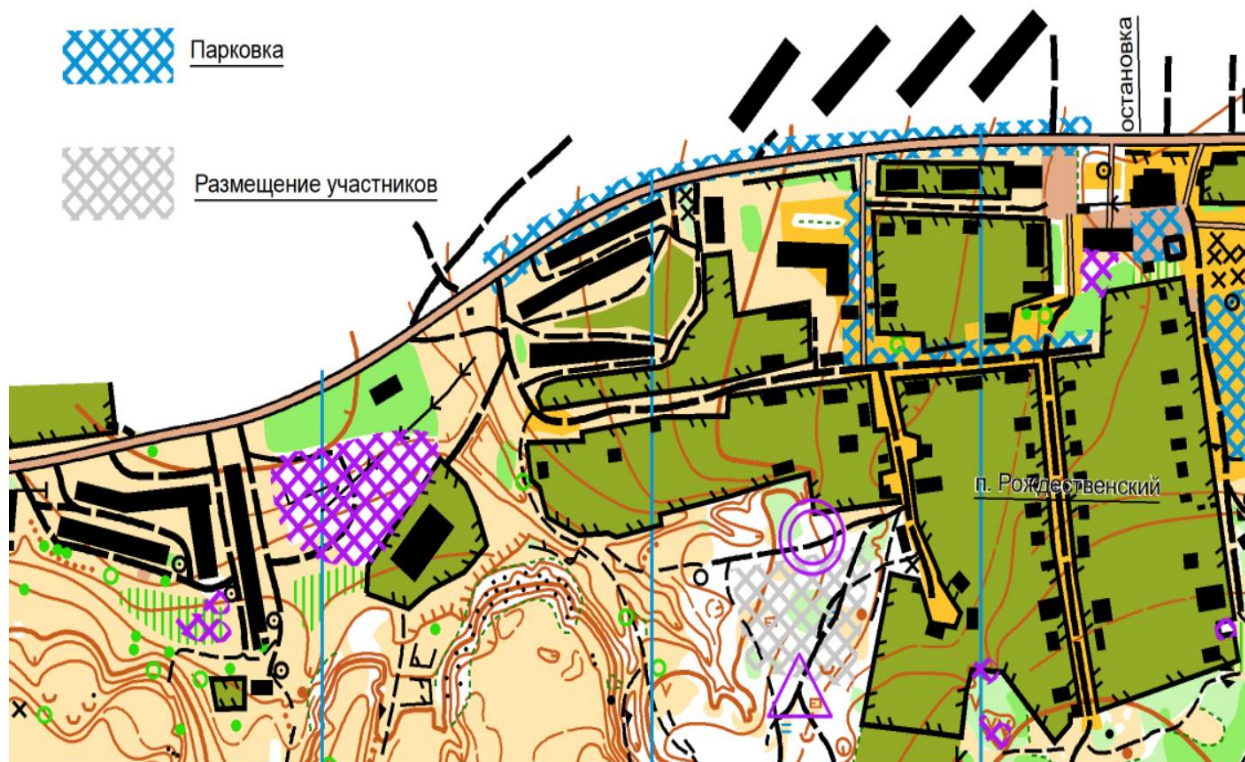 Парковка
остановка
Размещение участников
п. Рождественский